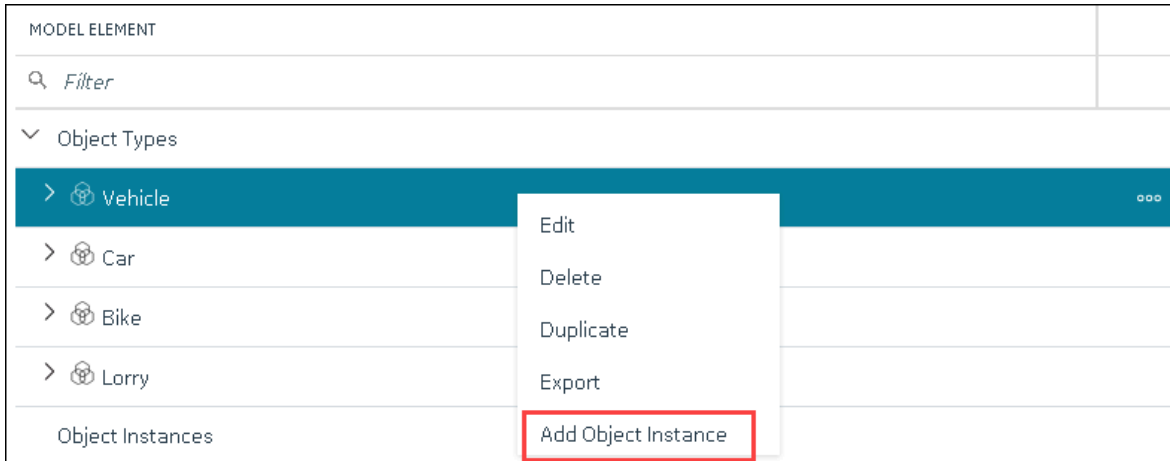 MODEL ELEMENT
Filter
Object Types
Vehicle
Edit
Car
Delete
Bike
Duplicate
Lorry
Export
Object Instances
Add Object Instance